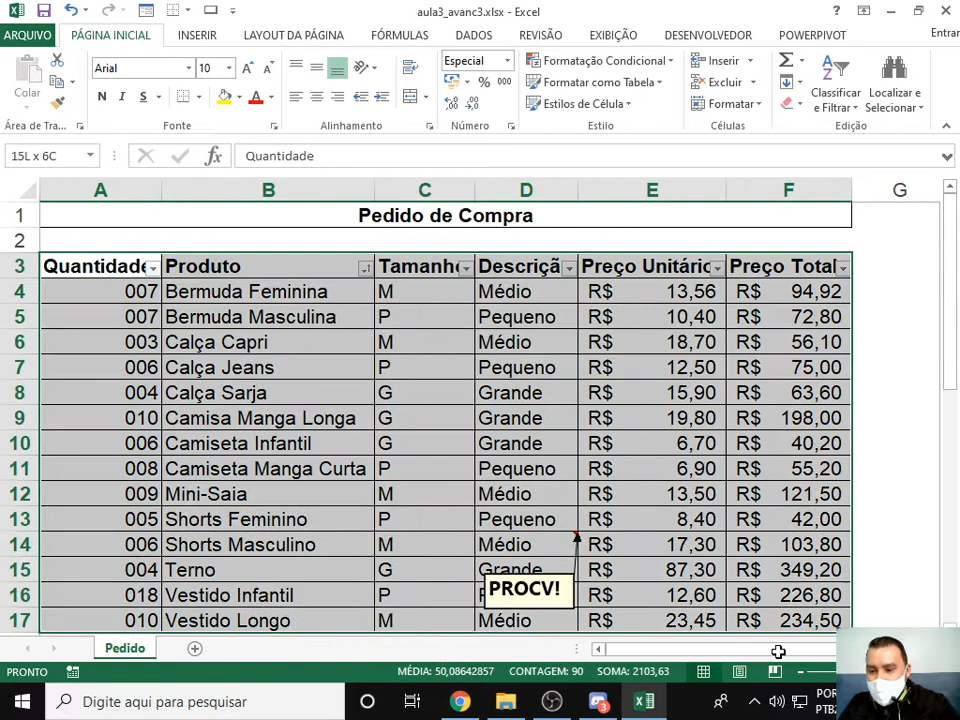 aula3_avanc3.xlsx - Excel
Entrar
ARQUIVO PÁGINA INICIAL INSERIR LAYOUT DA PÁGINA FÓRMULAS DADOS REVISÃO EXIBIÇÃO DESENVOLVEDOR POWERPIVOT
Colar
Arial 10
N I S
Especial
% 000
Formatação Condicional
Formatar como Tabela
Estilos de Célula
Inserir
Excluir
Formatar
Classificar e Filtrar
Localizar e Selecionar
Área de Tra... Fonte Alinhamento Número Estilo Células Edição
15L x 6C fx Quantidade
A B C D E F G
1 Pedido de Compra
2
3 Quantidade Produto Tamanho Descriçã Preço Unitário Preço Total
4 007 Bermuda Feminina M Médio R$ 13,56 R$ 94,92
5 007 Bermuda Masculina P Pequeno R$ 10,40 R$ 72,80
6 003 Calça Capri M Médio R$ 18,70 R$ 56,10
7 006 Calça Jeans P Pequeno R$ 12,50 R$ 75,00
8 004 Calça Sarja G Grande R$ 15,90 R$ 63,60
9 010 Camisa Manga Longa G Grande R$ 19,80 R$ 198,00
10 006 Camiseta Infantil G Grande R$ 6,70 R$ 40,20
11 008 Camiseta Manga Curta P Pequeno R$ 6,90 R$ 55,20
12 009 Mini-Saia M Médio R$ 13,50 R$ 121,50
13 005 Shorts Feminino P Pequeno R$ 8,40 R$ 42,00
14 006 Shorts Masculino M Médio R$ 17,30 R$ 103,80
15 004 Terno G Grande R$ 87,30 R$ 349,20
PROCV!
16 018 Vestido Infantil P R$ 12,60 R$ 226,80
17 010 Vestido Longo M Médio R$ 23,45 R$ 234,50
Pedido
PRONTO MÉDIA: 50,08642857 CONTAGEM: 90 SOMA: 2103,63
Digite aqui para pesquisar
POR
PTB2